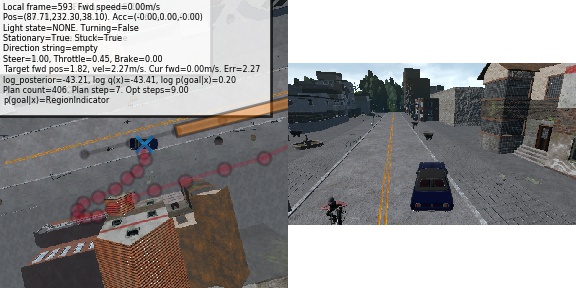 Local frame=593. Fwd speed=0.00m/s
Pos=(87.71,232.30,38.10). Acc=(-0.00,0.00,-0.00)
Light state=NONE. Turning=False
Stationary=True. Stuck=True
Direction string=empty
Steer=1.00, Throttle=0.45, Brake=0.00
Target fwd pos=1.82, vel=2.27m/s. Cur fwd=0.00m/s. Err=2.27
log_posterior=-43.21, log q(x)=-43.41, log p(goal|x)=0.20
Plan count=406. Plan step=7. Opt steps=9.00
p(goal|x)=RegionIndicator